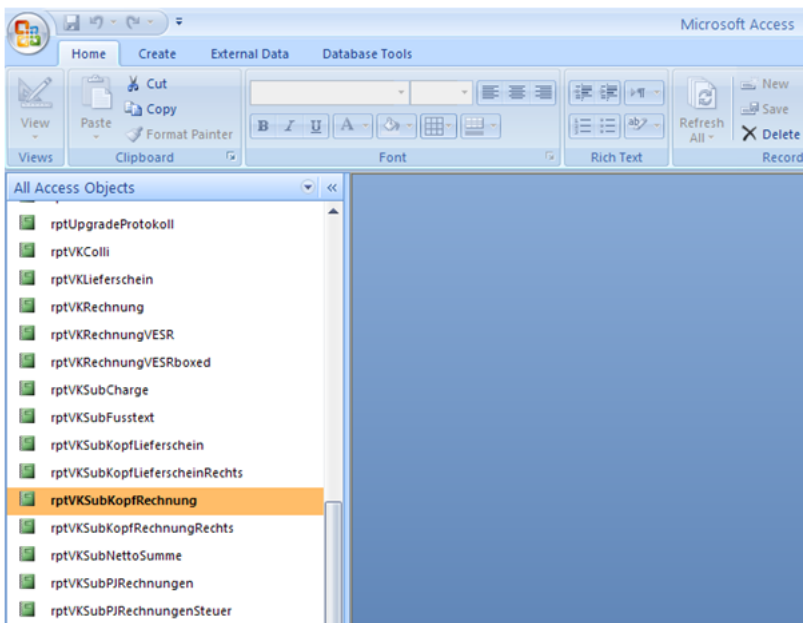 Microsoft Access
Home Create External Data Database Tools
View
Views
Paste
Cut
Copy
Format Painter
Clipboard
B I U A
Font
ab
Rich Text
Refresh
All
New
Save
Delete
Record
All Access Objects
rptUpgradeProtokoll
rptVKColli
rptVKLieferschein
rptVKRechnung
rptVKRechnungVESR
rptVKRechnungVESRboxed
rptVKSubCharge
rptVKSubFusstext
rptVKSubKopfLieferschein
rptVKSubKopfLieferscheinRechts
rptVKSubKopfRechnung
rptVKSubKopfRechnungRechts
rptVKSubNettoSumme
rptVKSubPJRechnungen
rptVKSubPJRechnungenSteuer